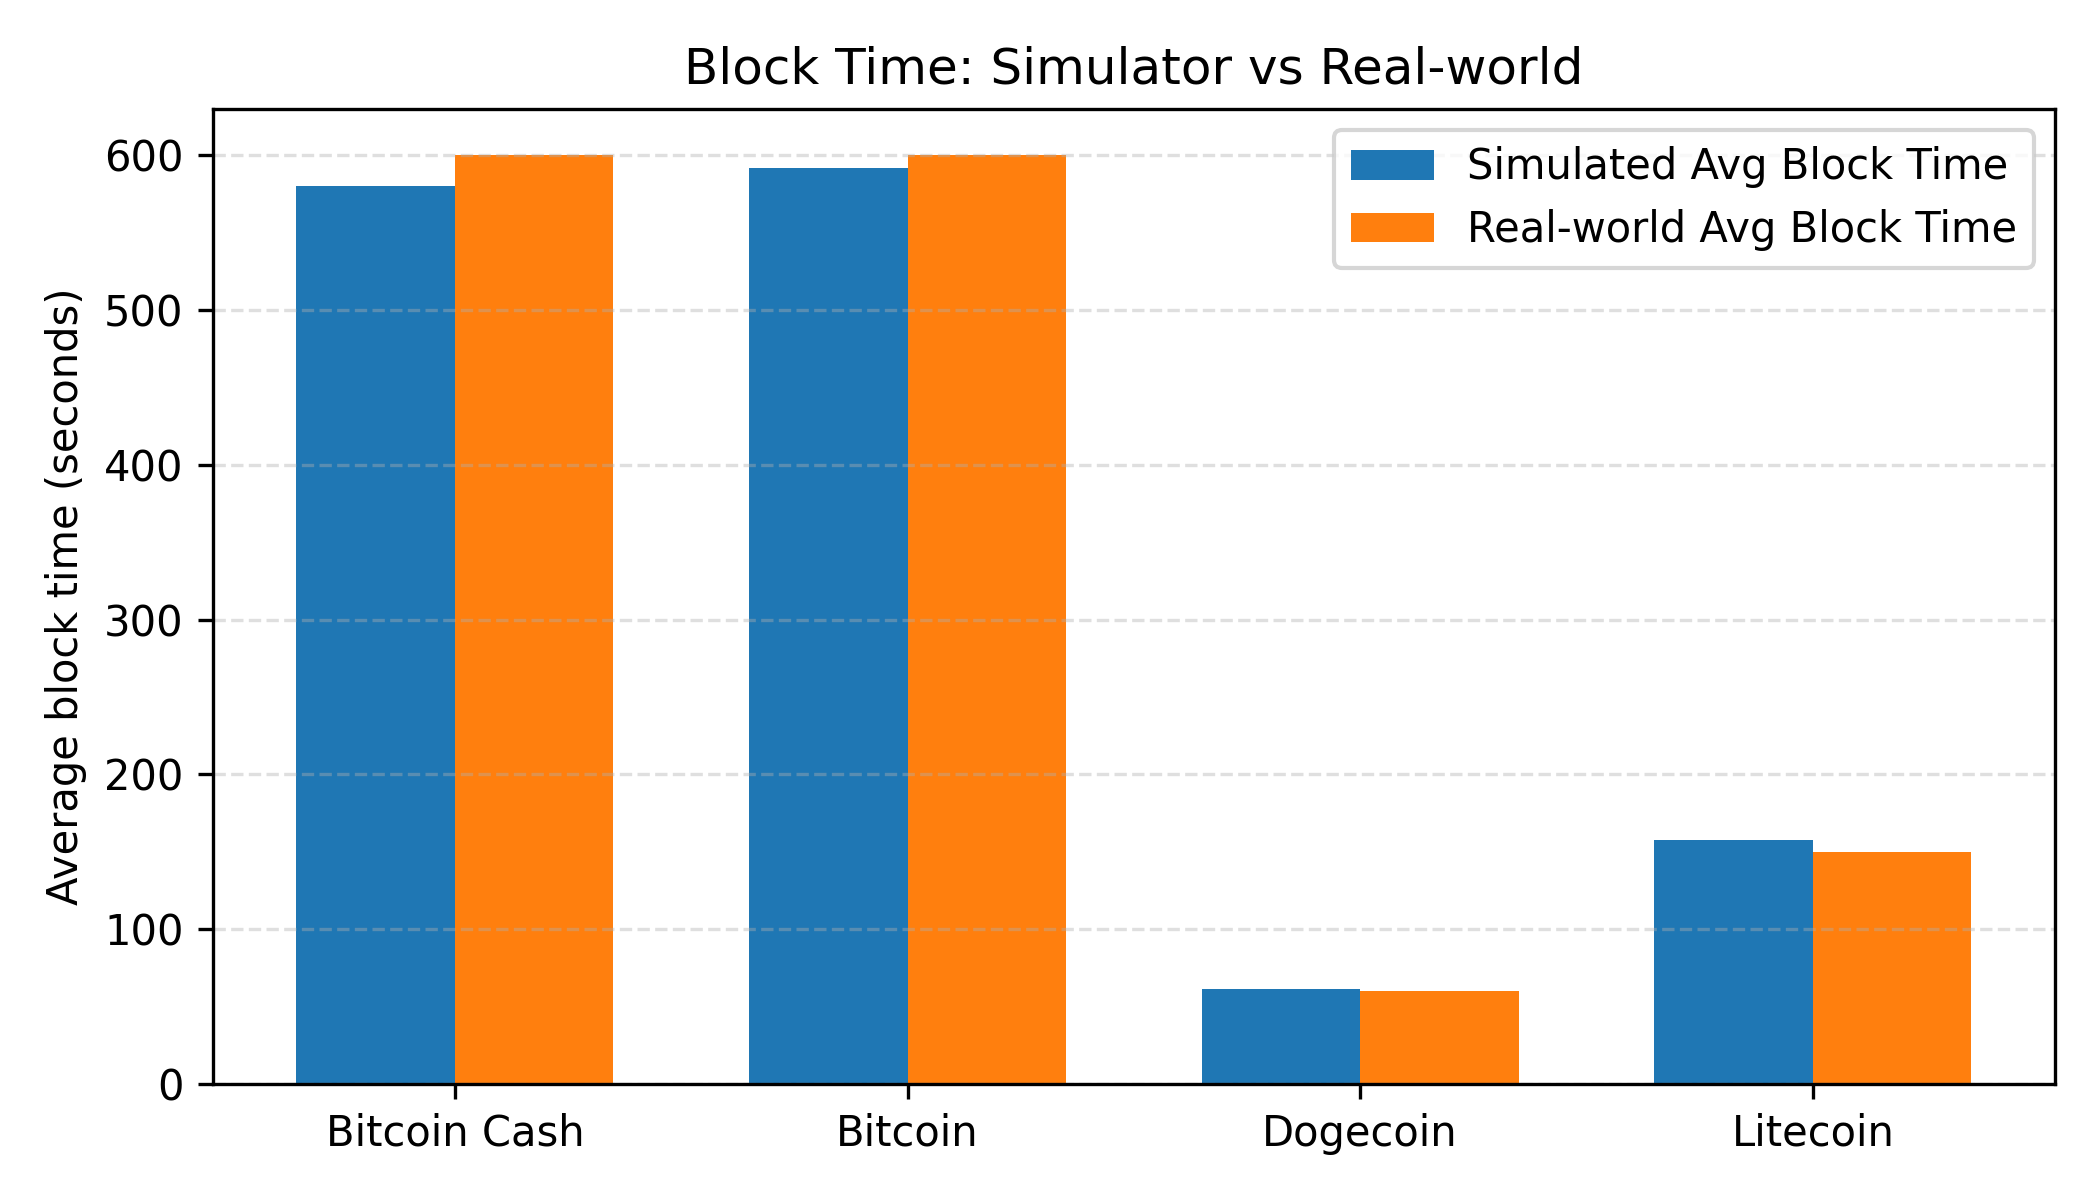 Block Time: Simulator vs Real-world
Simulated Avg Block Time
Real-world Avg Block Time
Average block time (seconds)
600
500
400
300
200
100
0
Bitcoin Cash
Bitcoin
Dogecoin
Litecoin